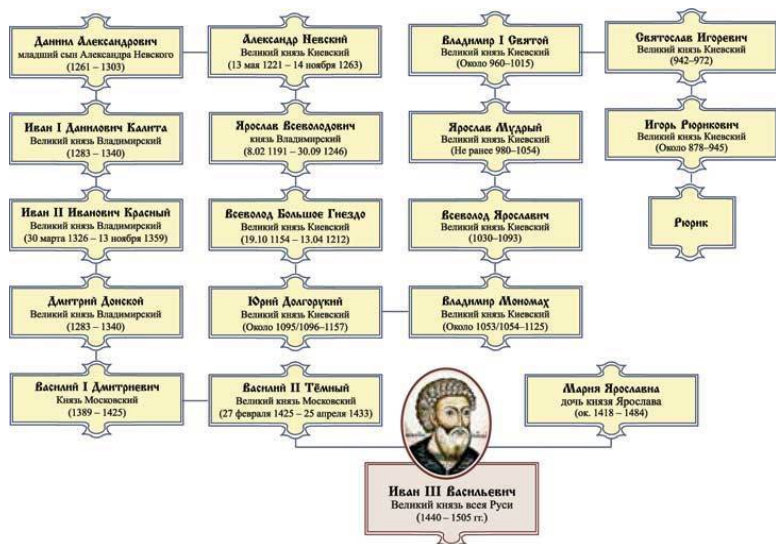 Даниил Александрович
младший сын Александра Невского
(1261 – 1303)
Александр Невский
Великий князь Киевский
(13 мая 1221 – 14 ноября 1263)
Владимир I Святой
Великий князь Киевский
(Около 960–1015)
Святослав Игоревич
Великий князь Киевский
(942–972)
Иван I Данилович Калита
Великий князь Владимирский
(1283 – 1340)
Ярослав Всеволодович
князь Владимирский
(8.02 1191 – 30.09 1246)
Ярослав Мудрый
Великий князь Киевский
(Не ранее 980–1054)
Игорь Рюрикович
Великий князь Киевский
(Около 878–945)
Иван II Иванович Красный
Великий князь Владимирский
(30 марта 1326 – 13 ноября 1359)
Всеволод Большое Гнездо
Великий князь Киевский
(19.10 1154 – 13.04 1212)
Всеволод Ярославич
Великий князь Киевский
(1030–1093)
Рюрик
Дмитрий Донской
Великий князь Владимирский
(1283 – 1340)
Юрий Долгорукий
Великий князь Киевский
(Около 1095/1096–1157)
Владимир Мономах
Великий князь Киевский
(Около 1053/1054–1125)
Василий I Дмитриевич
Князь Московский
(1389 – 1425)
Василий II Тёмный
Великий князь Московский
(27 февраля 1425 – 25 апреля 1433)
Мария Ярославна
дочь князя Ярослава
(ок. 1418 – 1484)
Иван III Васильевич
Великий князь всея Руси
(1440 – 1505 гг.)